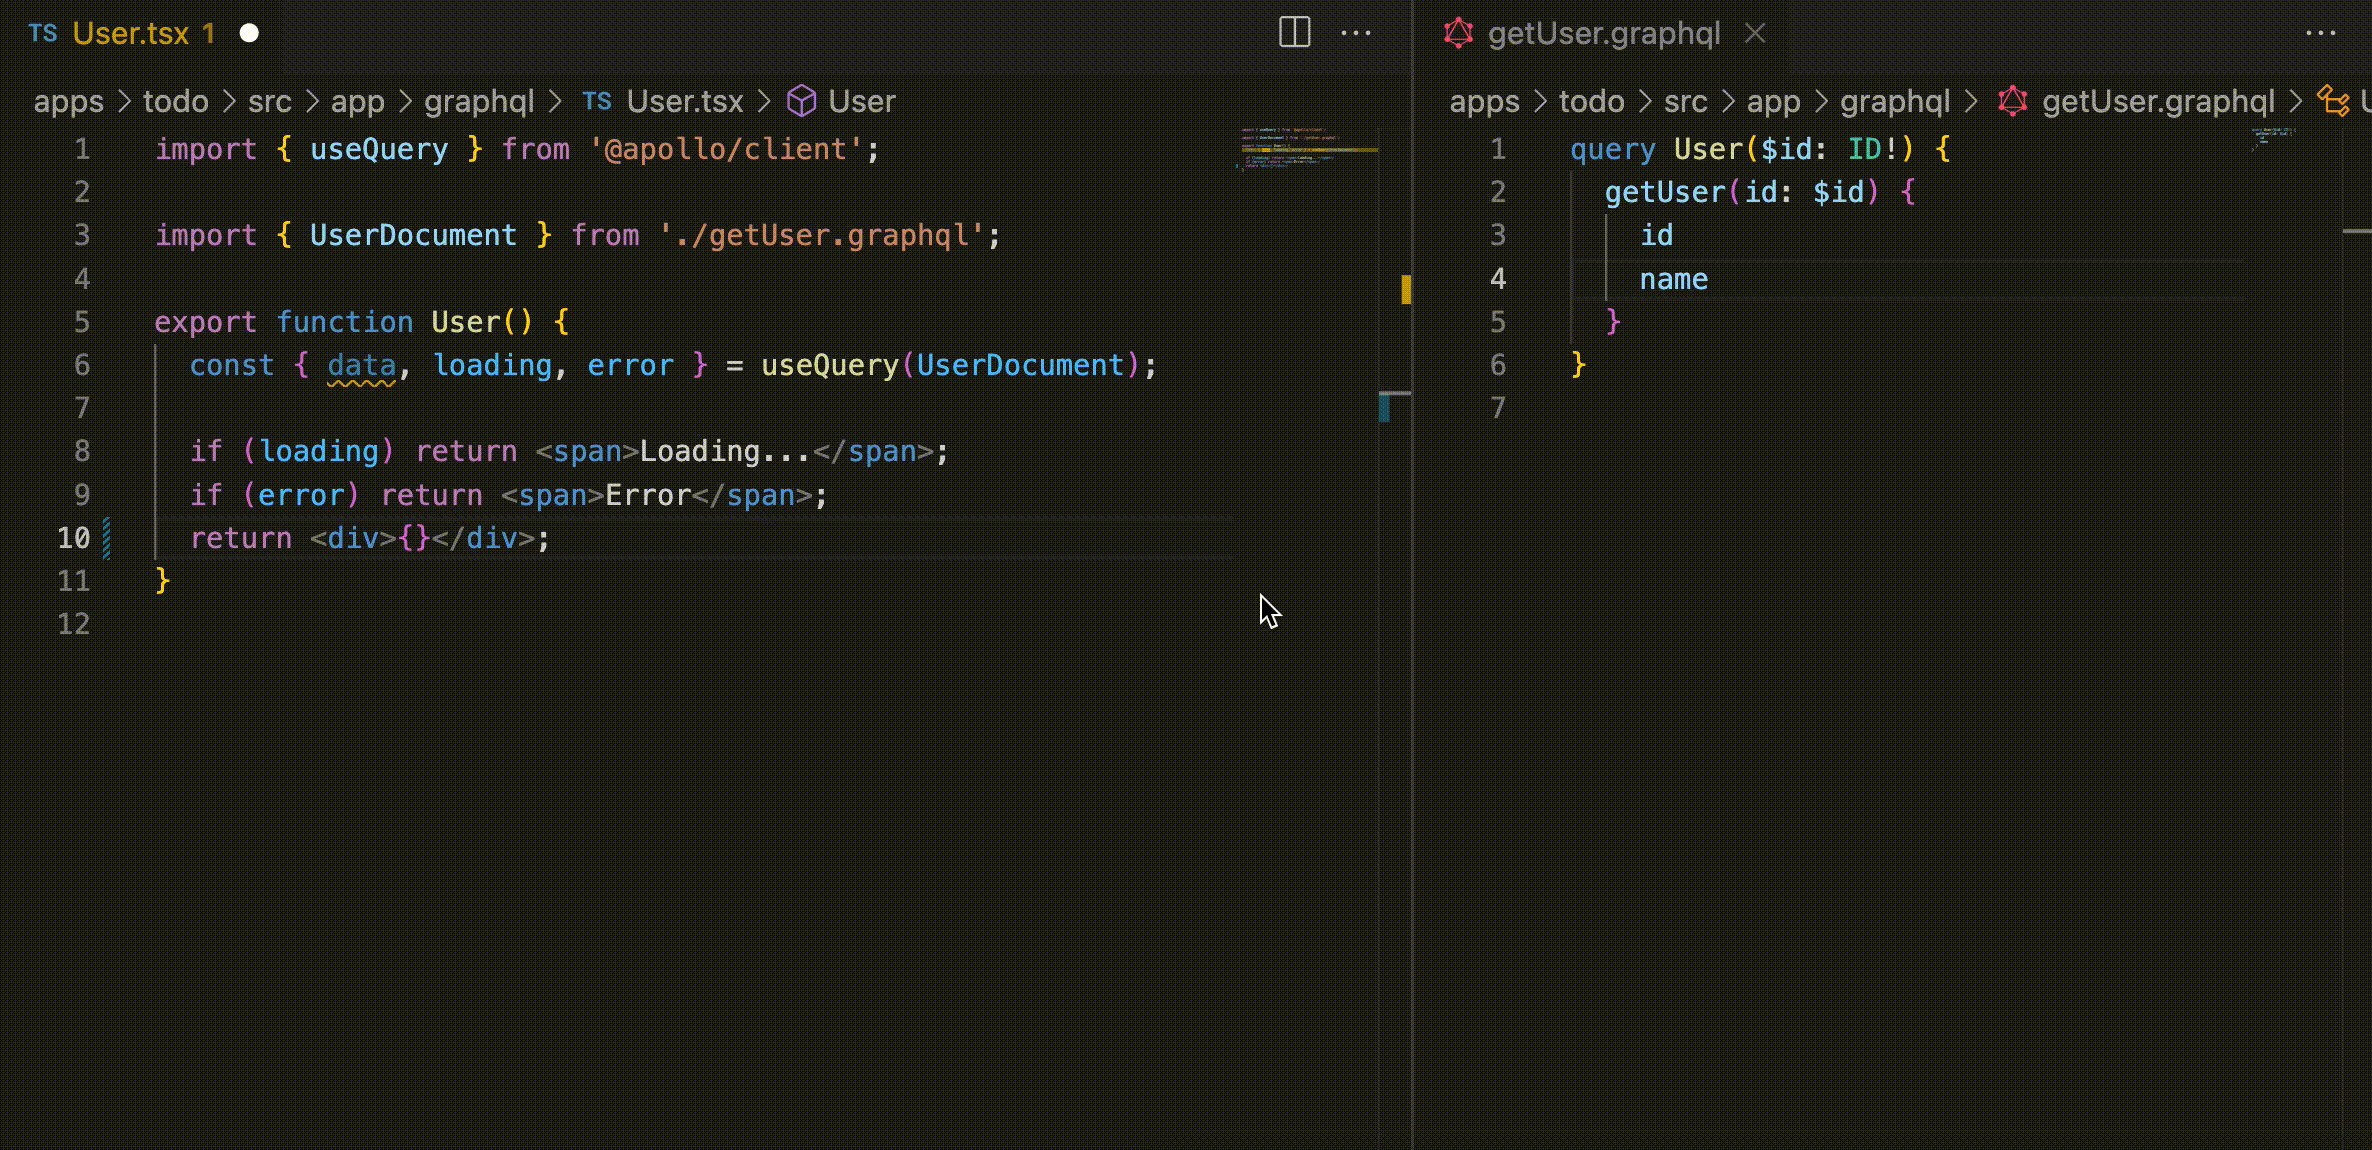 TS User.tsx 1
apps > todo > src > app > graphql > TS User.tsx > User
1 import { useQuery } from '@apollo/client';
2
3 import { UserDocument } from './getUser.graphql';
4
5 export function User() {
6 const { data, loading, error } = useQuery(UserDocument);
7
8 if (loading) return <span>Loading...</span>;
9 if (error) return <span>Error</span>;
10 return <div>{}</div>;
11 }
12
getUser.graphql
apps > todo > src > app > graphql > getUser.graphql >
1 query User($id: ID!) {
2 getUser(id: $id) {
3 id
4 name
5 }
6 }
7